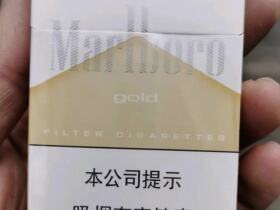 Marlboro
gold
FILTER CIGARETTES
本公司提示